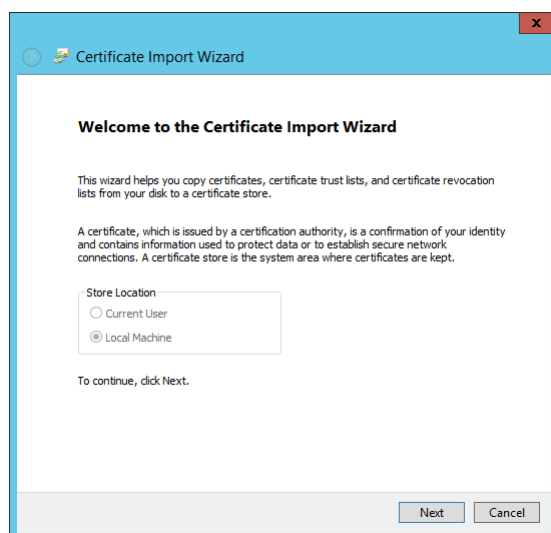 x
Certificate Import Wizard
Welcome to the Certificate Import Wizard
This wizard helps you copy certificates, certificate trust lists, and certificate revocation
lists from your disk to a certificate store.
A certificate, which is issued by a certification authority, is a confirmation of your identity
and contains information used to protect data or to establish secure network
connections. A certificate store is the system area where certificates are kept.
Store Location
Current User
Local Machine
To continue, click Next.
Next Cancel